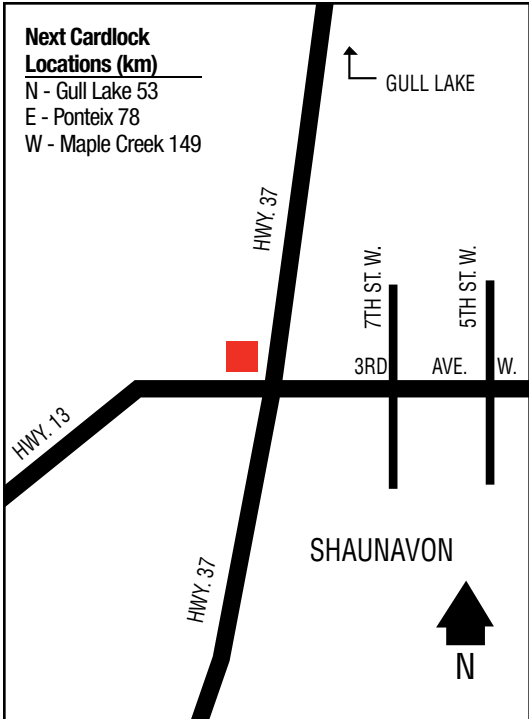 Next Cardlock
Locations (km)
N - Gull Lake 53
E - Ponteix 78
W - Maple Creek 149
GULL LAKE
HWY. 37
7TH ST. W.
5TH ST. W.
3RD AVE. W.
HWY. 13
HWY. 37
SHAUNAVON
N